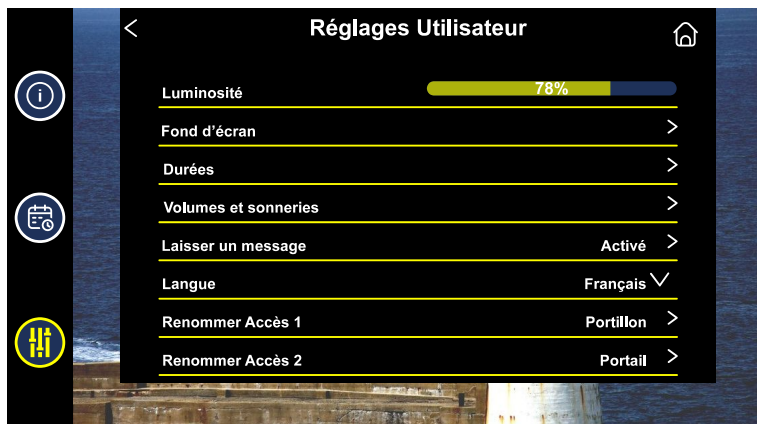 Réglages Utilisateur
Luminosité 78%
Fond d'écran
Durées
Volumes et sonneries
Laisser un message Activé
Langue Français
Renommer Accès 1 Portillon
Renommer Accès 2 Portail